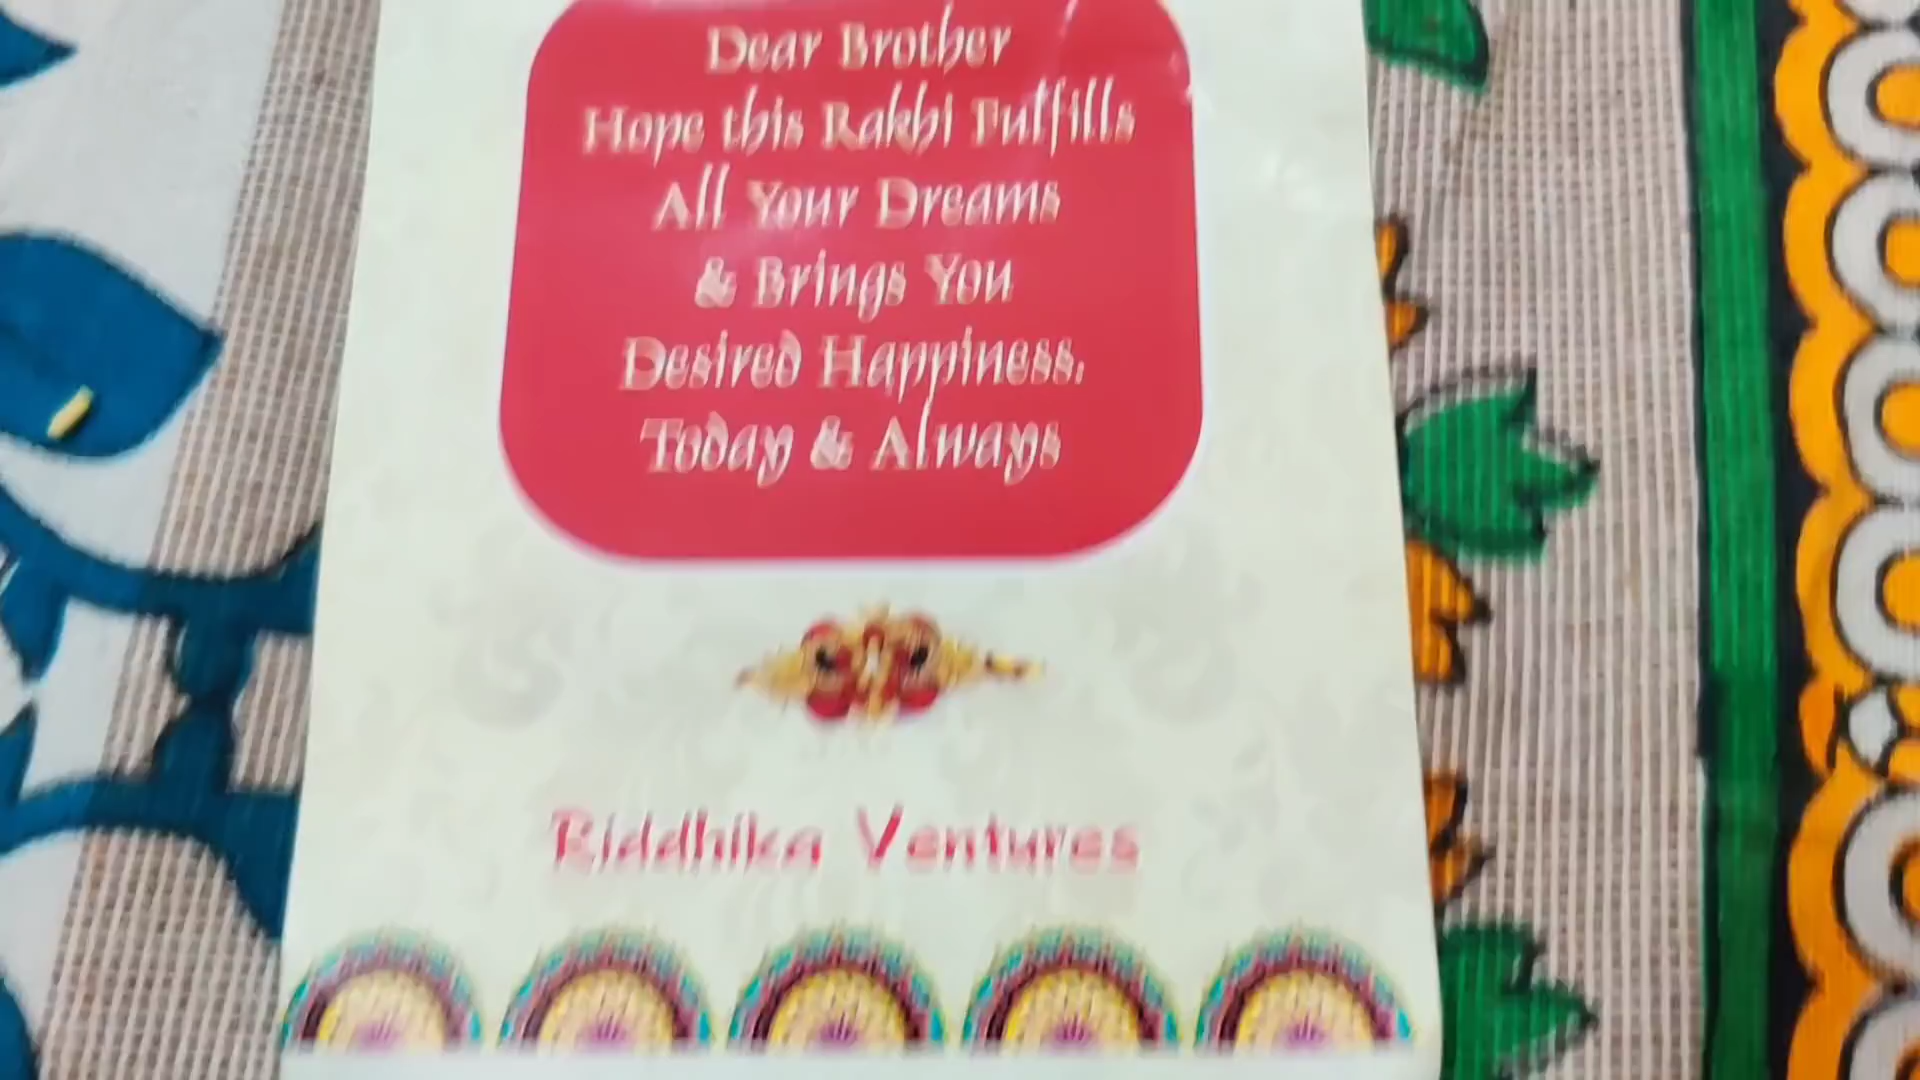 Dear Brother
Hope this Rakhi Fulfills
All Your Dreams
& Brings You
Desired Happiness.
Today & Always
Riddhika Ventures